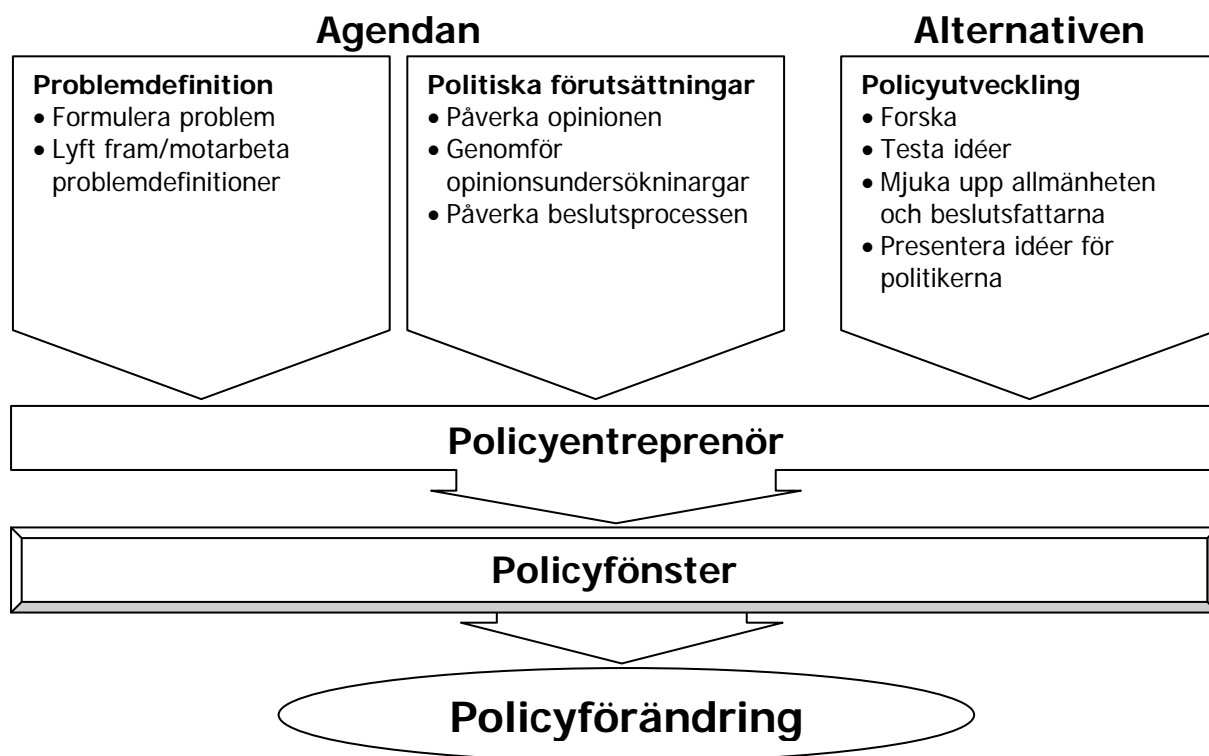 Agendan
Alternativen
Problemdefinition
• Formulera problem
• Lyft fram/motarbeta
problemdefinitioner
Politiska förutsättningar
• Påverka opinionen
• Genomför
opinionsundersökninargar
• Påverka beslutsprocessen
Policyutveckling
• Forska
• Testa idéer
• Mjuka upp allmänheten
och beslutsfattarna
• Presentera idéer för
politikerna
Policyentreprenör
Policyfönster
Policyförändring